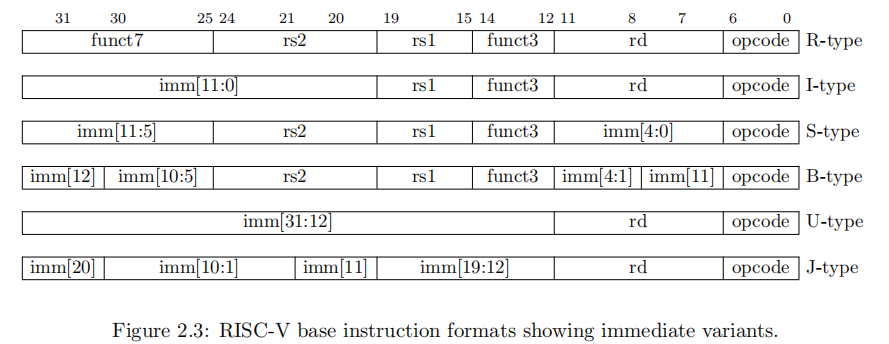 31 30 25 24 21 20 19 15 14 12 11 8 7 6 0
funct7 rs2 rs1 funct3 rd opcode R-type
imm[11:0] rs1 funct3 rd opcode I-type
imm[11:5] rs2 rs1 funct3 imm[4:0] opcode S-type
imm[12] imm[10:5] rs2 rs1 funct3 imm[4:1] imm[11] opcode B-type
imm[31:12] rd opcode U-type
imm[20] imm[10:1] imm[11] imm[19:12] rd opcode J-type
Figure 2.3: RISC-V base instruction formats showing immediate variants.